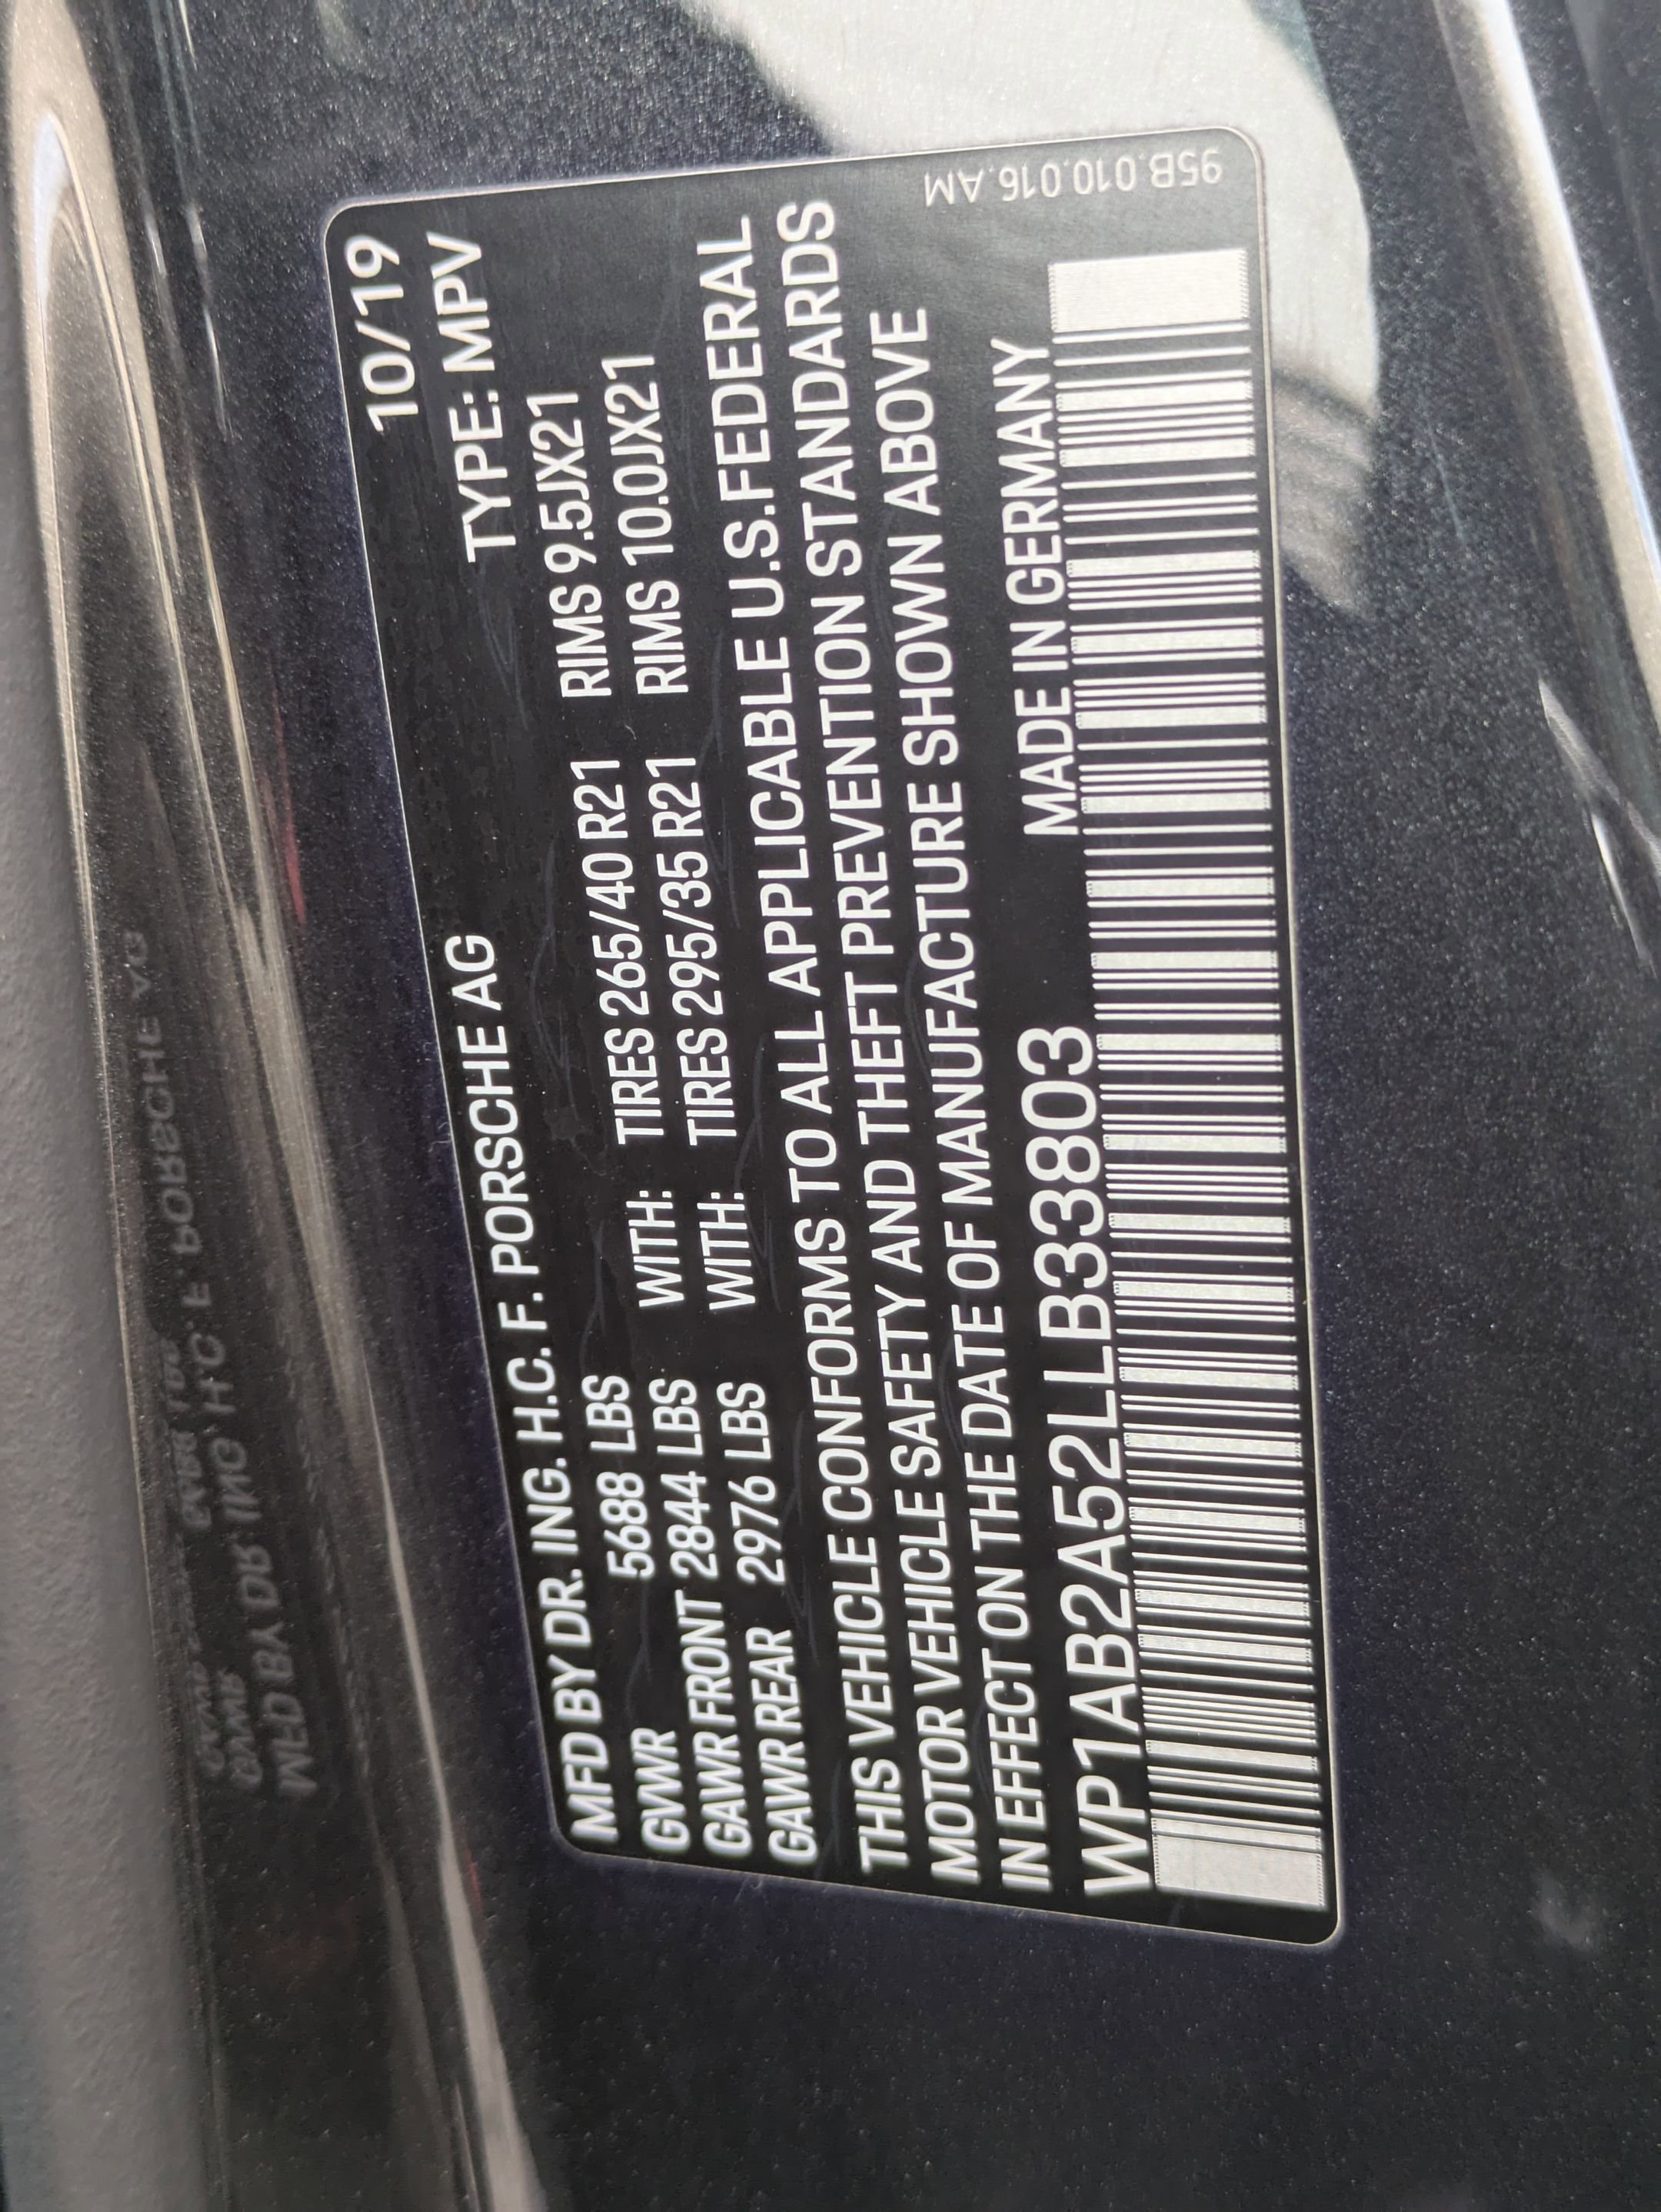 10/19
MFD BY DR. ING. H.C. F. PORSCHE AG TYPE: MPV
GVWR 5688 LBS WITH: TIRES 265/40 R21 RIMS 9.5JX21
GAWR FRONT 2844 LBS WITH: TIRES 295/35 R21 RIMS 10.0JX21
GAWR REAR 2976 LBS
THIS VEHICLE CONFORMS TO ALL APPLICABLE U.S.FEDERAL
MOTOR VEHICLE SAFETY AND THEFT PREVENTION STANDARDS
IN EFFECT ON THE DATE OF MANUFACTURE SHOWN ABOVE
WP1AB2A52LLB33803 MADE IN GERMANY
95B.010.016.AM